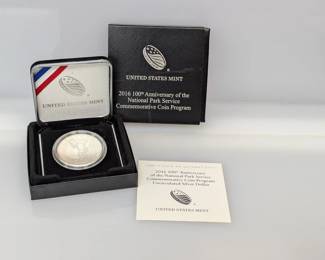 UNITED STATES MINT
2016 100th Anniversary of the
National Park Service
Commemorative Coin Program
UNITED STATES MINT
2016 100th Anniversary
of the National Park Service
Commemorative Coin Program
Uncirculated Silver Dollar
UNITED STATES MINT